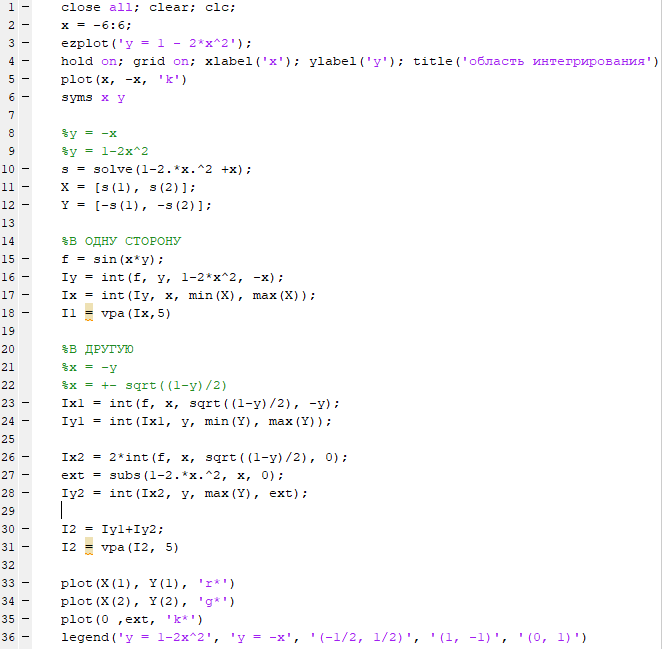 1 – close all; clear; clc;
2 – x = -6:6;
3 – ezplot('y = 1 - 2*x^2');
4 – hold on; grid on; xlabel('x'); ylabel('y'); title('область интегрирования')
5 – plot(x, -x, 'k')
6 – syms x y
7
8 %y = -x
9 %y = 1-2x^2
10 – s = solve(1-2.*x.^2 +x);
11 – X = [s(1), s(2)];
12 – Y = [-s(1), -s(2)];
13
14 %В ОДНУ СТОРОНУ
15 – f = sin(x*y);
16 – Iy = int(f, y, 1-2*x^2, -x);
17 – Ix = int(Iy, x, min(X), max(X));
18 – I1 = vpa(Ix,5)
19
20 %В ДРУГУЮ
21 %x = -y
22 %x = +- sqrt((1-y)/2)
23 – Ix1 = int(f, x, sqrt((1-y)/2), -y);
24 – Iy1 = int(Ix1, y, min(Y), max(Y));
25
26 – Ix2 = 2*int(f, x, sqrt((1-y)/2), 0);
27 – ext = subs(1-2.*x.^2, x, 0);
28 – Iy2 = int(Ix2, y, max(Y), ext);
29 –
30 – I2 = Iy1+Iy2;
31 – I2 = vpa(I2, 5)
32
33 – plot(X(1), Y(1), 'r*')
34 – plot(X(2), Y(2), 'g*')
35 – plot(0 ,ext, 'k*')
36 – legend('y = 1-2x^2', 'y = -x', '(-1/2, 1/2)', '(1, -1)', '(0, 1)')